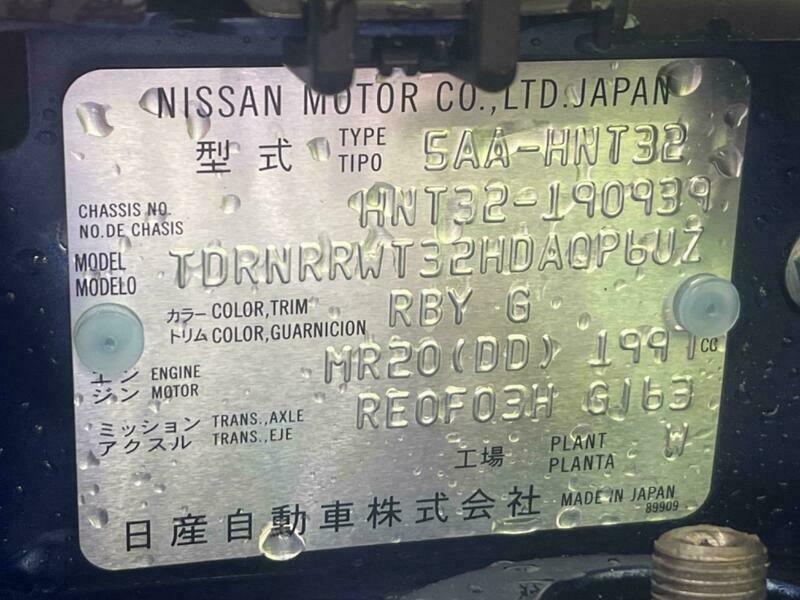 NISSAN MOTOR CO.,LTD.JAPAN
型式 TYPE TIPO 5AA-HNT32
CHASSIS NO. NO.DE CHASIS HNT32-190939
MODEL MODELO TDRNRRWT32HDAQP6UZ
カラー COLOR,TRIM
トリム COLOR,GUARNICION RBY G
ENGINE MR20(DD) 1997CC
ジン MOTOR
ミッション TRANS.,AXLE RE0F03H GJ63
アクスル TRANS.,EJE
工場 PLANT PLANTA W
日産自動車株式会社 MADE IN JAPAN
89909